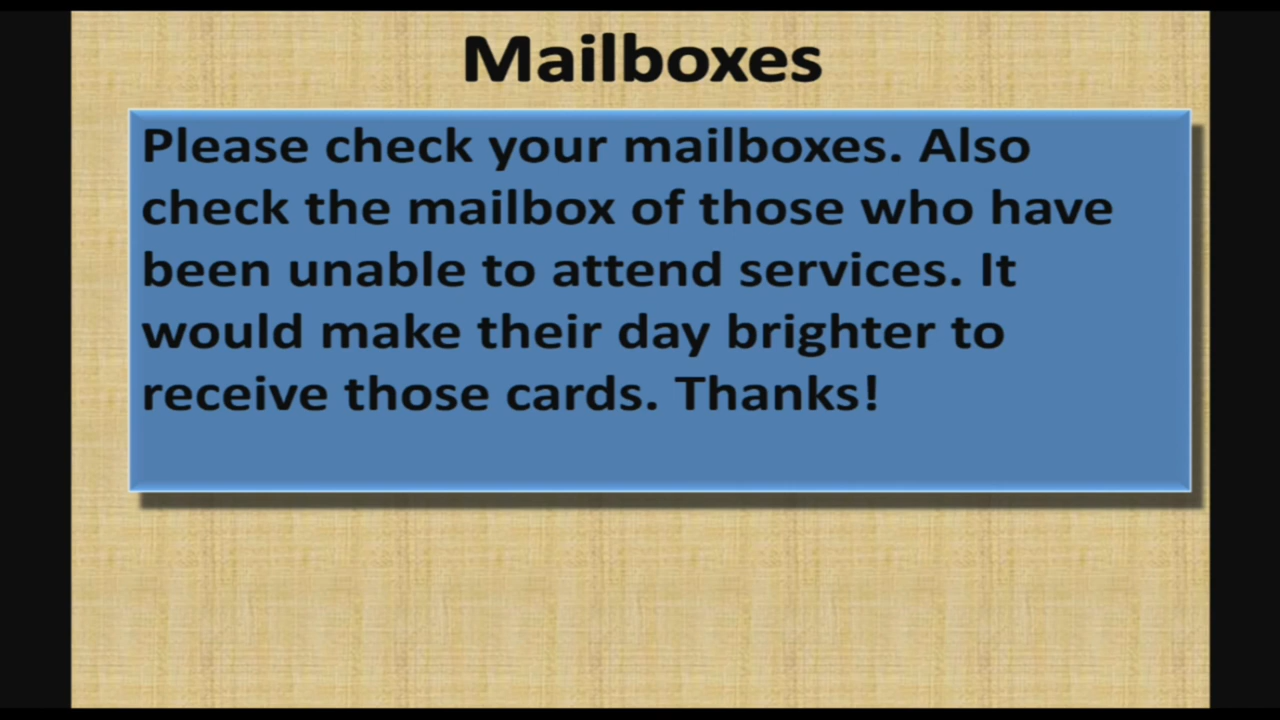 Mailboxes
Please check your mailboxes. Also
check the mailbox of those who have
been unable to attend services. It
would make their day brighter to
receive those cards. Thanks!